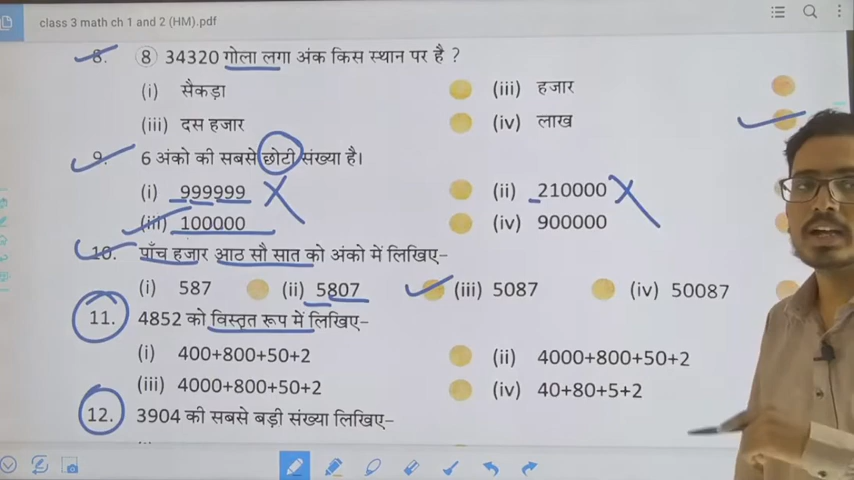 class 3 math ch 1 and 2 (HM).pdf
8. 8 34320 गोला लगा अंक किस स्थान पर है ?
(i) सैकड़ा (iii) हजार
(iii) दस हजार (iv) लाख
9. 6 अंको की सबसे छोटी संख्या है।
(i) 999999 (ii) 210000
(iii) 100000 (iv) 900000
10. पाँच हजार आठ सौ सात को अंको में लिखिए–
(i) 587 (ii) 5807 (iii) 5087 (iv) 50087
11. 4852 को विस्तृत रूप में लिखिए–
(i) 400+800+50+2 (ii) 4000+800+50+2
(iii) 4000+800+50+2 (iv) 40+80+5+2
12. 3904 की सबसे बड़ी संख्या लिखिए–